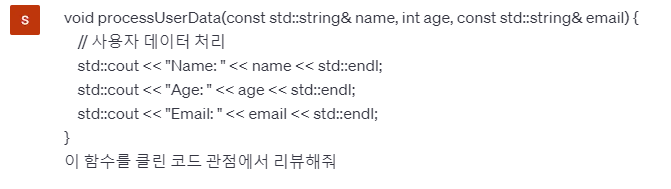 S
void processUserData(const std::string& name, int age, const std::string& email) {
// 사용자 데이터 처리
std::cout << "Name: " << name << std::endl;
std::cout << "Age: " << age << std::endl;
std::cout << "Email: " << email << std::endl;
}
이 함수를 클린 코드 관점에서 리뷰해줘